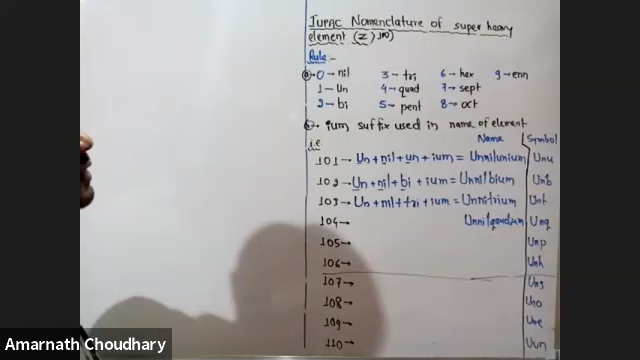 IUPAC Nomenclature of super heavy
element (Z>100)
Rule:-
(a) 0→nil 3→tri 6→hex 9→enn
1→un 4→quad 7→sept
2→bi 5→pent 8→oct
(b)→ ium suffix used in name of element
i.e Name Symbol
101→ Un+nil+un+ium = Unnilunium Unu
102→ Un+nil+bi+ium = Unnilbium Unb
103→ Un+nil+tri+ium = Unnitrium Unt
104→ Unq
105→ Unp
106→ Unh
107→ Uns
108→ Uno
109→ Une
110→ Uun
Amarnath Choudhary